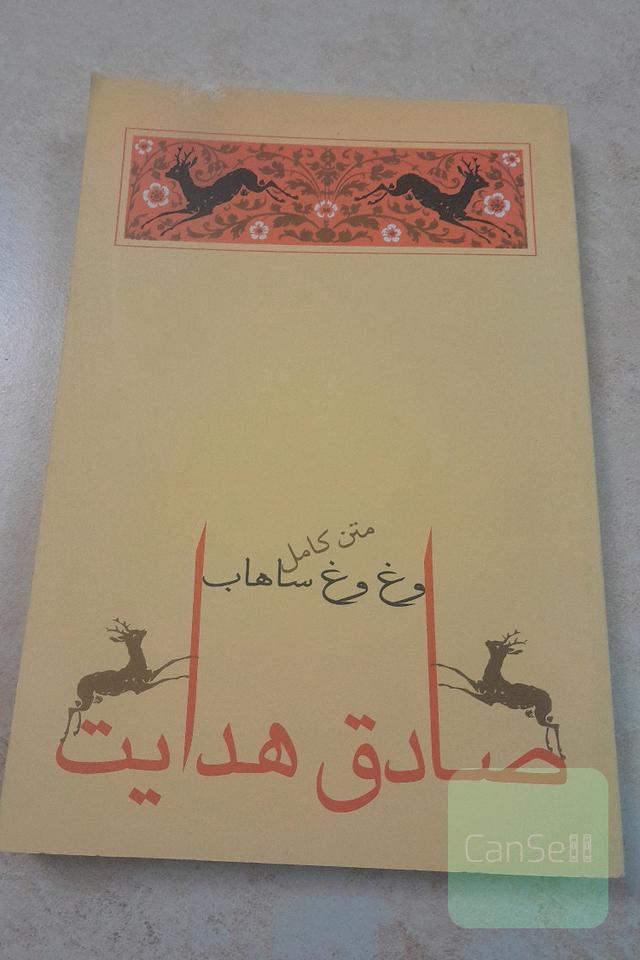 متن کامل
وغ وغ ساهاب
صادق هدایت
CanSell